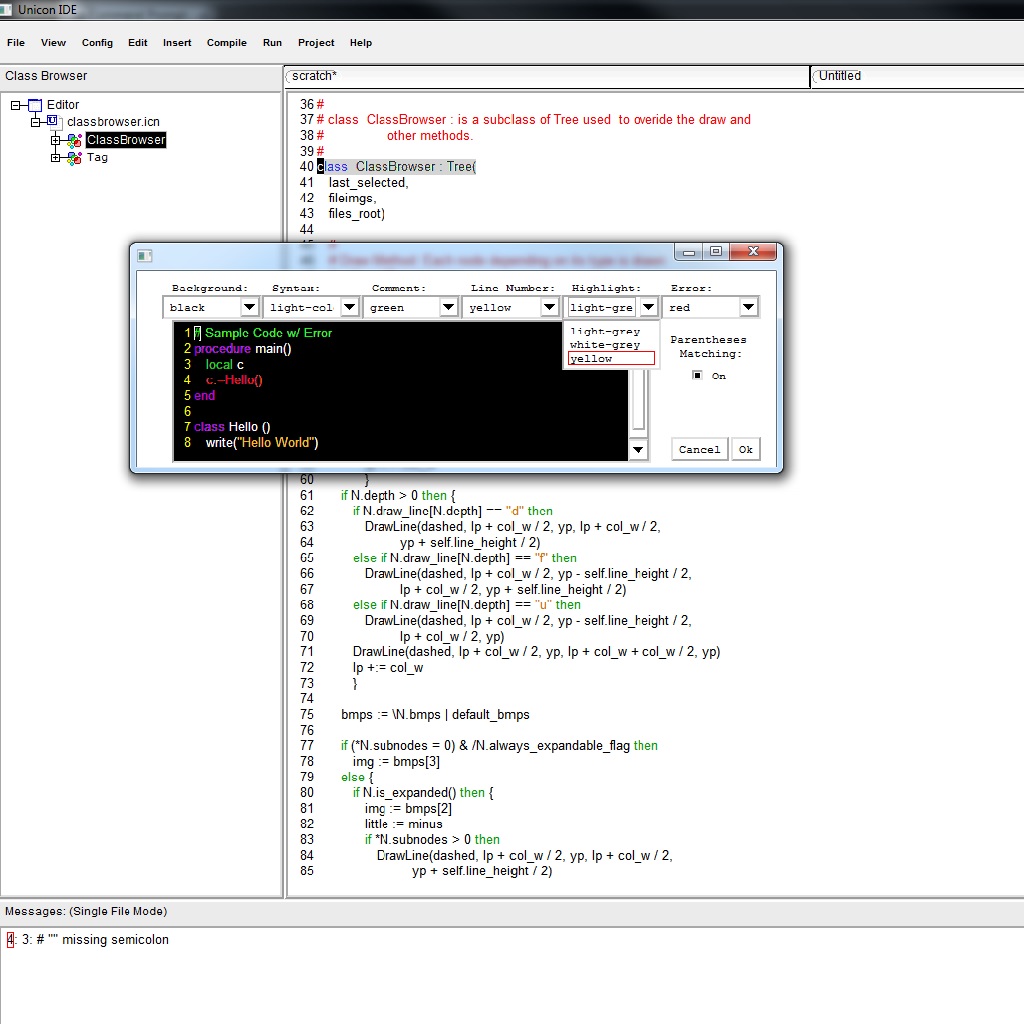 Unicon IDE
File View Config Edit Insert Compile Run Project Help
Class Browser
scratch*
Untitled
Editor
classbrowser.icn
ClassBrowser
Tag
36 #
37 # class ClassBrowser : is a subclass of Tree used to overide the draw and
38 # other methods.
39 #
40 class ClassBrowser : Tree(
41 last_selected,
42 fileimgs,
43 files_root)
44
45 #
46 # Draw Method: Each node depending on its type is drawn
Background: Syntax: Comment: Line Number: Highlight: Error:
black light-col green yellow light-gre red
light-grey
white-grey
yellow
Parentheses
Matching:
On
1 # Sample Code w/ Error
2 procedure main()
3 local c
4 c.=Hello()
5 end
6
7 class Hello ()
8 write("Hello World")
Cancel Ok
60 }
61 if N.depth > 0 then {
62 if N.draw_line[N.depth] == "d" then
63 DrawLine(dashed, lp + col_w / 2, yp, lp + col_w / 2,
64 yp + self.line_height / 2)
65 else if N.draw_line[N.depth] == "f" then
66 DrawLine(dashed, lp + col_w / 2, yp - self.line_height / 2,
67 lp + col_w / 2, yp + self.line_height / 2)
68 else if N.draw_line[N.depth] == "u" then
69 DrawLine(dashed, lp + col_w / 2, yp - self.line_height / 2,
70 lp + col_w / 2, yp)
71 DrawLine(dashed, lp + col_w / 2, yp, lp + col_w + col_w / 2, yp)
72 lp +:= col_w
73 }
74
75 bmps := \N.bmps | default_bmps
76
77 if (*N.subnodes = 0) & /N.always_expandable_flag then
78 img := bmps[3]
79 else {
80 if N.is_expanded() then {
81 img := bmps[2]
82 little := minus
83 if *N.subnodes > 0 then
84 DrawLine(dashed, lp + col_w / 2, yp, lp + col_w / 2,
85 yp + self.line_height / 2)
Messages: (Single File Mode)
4: 3: # "" missing semicolon